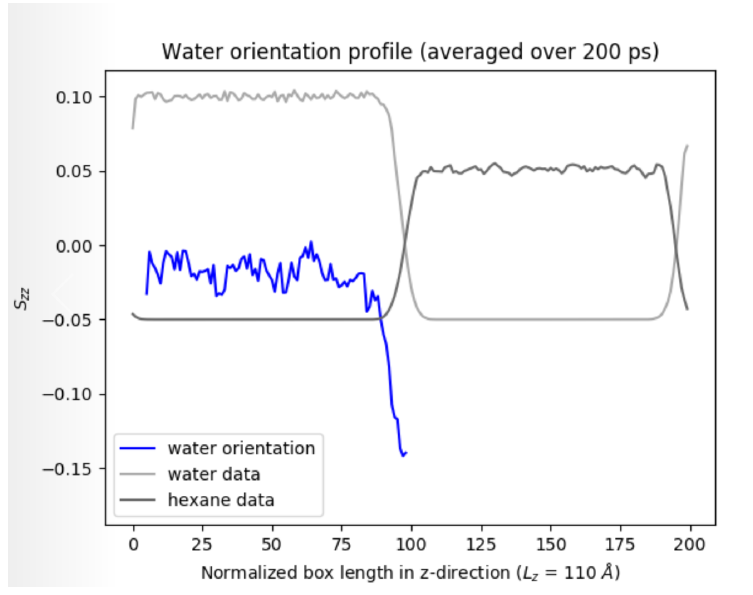 Water orientation profile (averaged over 200 ps)
0.10
0.05
0.00
−0.05
−0.10
−0.15
S_{zz}
water orientation
water data
hexane data
0 25 50 75 100 125 150 175 200
Normalized box length in z-direction (L_z = 110 Å)